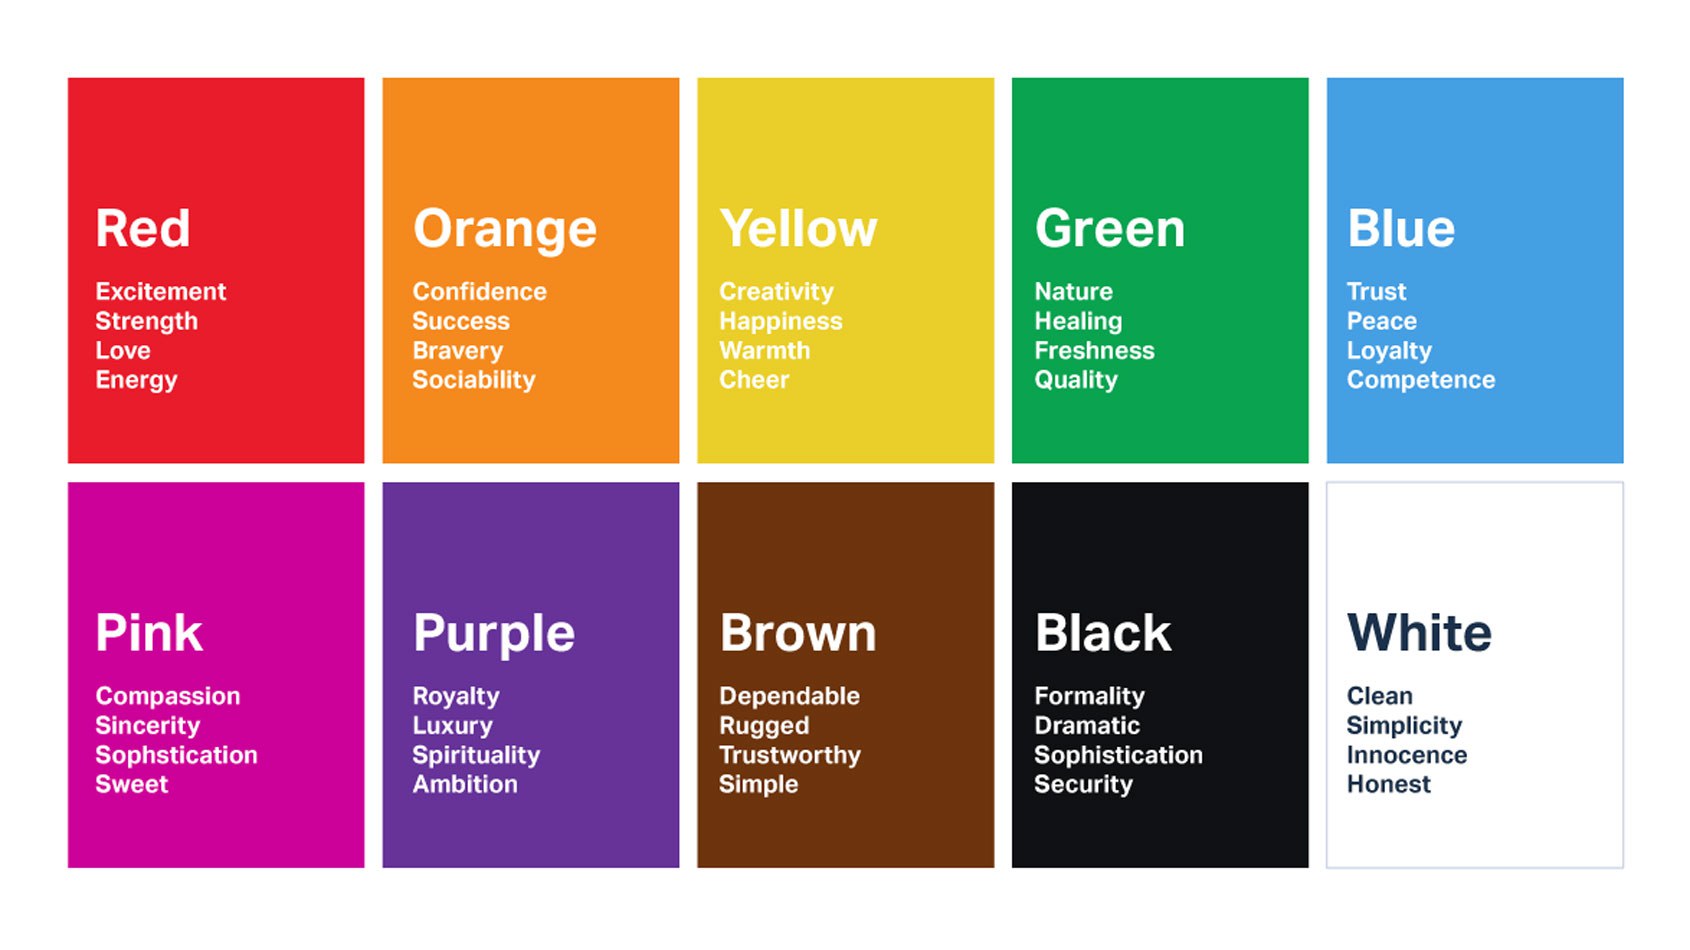 Red
Excitement
Strength
Love
Energy
Orange
Confidence
Success
Bravery
Sociability
Yellow
Creativity
Happiness
Warmth
Cheer
Green
Nature
Healing
Freshness
Quality
Blue
Trust
Peace
Loyalty
Competence
Pink
Compassion
Sincerity
Sophstication
Sweet
Purple
Royalty
Luxury
Spirituality
Ambition
Brown
Dependable
Rugged
Trustworthy
Simple
Black
Formality
Dramatic
Sophistication
Security
White
Clean
Simplicity
Innocence
Honest